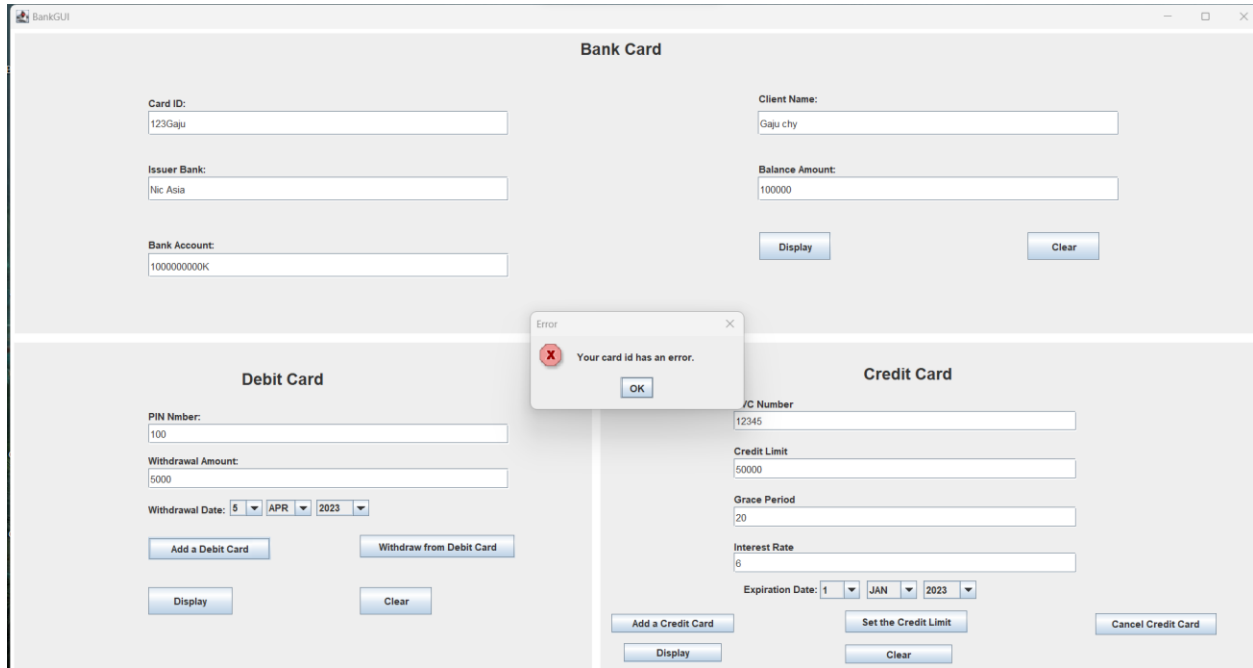 BankGUI
Bank Card
Card ID:
123Gaju
Client Name:
Gaju chy
Issuer Bank:
Nic Asia
Balance Amount:
100000
Bank Account:
1000000000K
Display
Clear
Error
Your card id has an error.
OK
Debit Card
PIN Nmber:
100
Withdrawal Amount:
5000
Withdrawal Date: 5 APR 2023
Add a Debit Card
Withdraw from Debit Card
Display
Clear
Credit Card
VC Number
12345
Credit Limit
50000
Grace Period
20
Interest Rate
6
Expiration Date: 1 JAN 2023
Add a Credit Card
Set the Credit Limit
Cancel Credit Card
Display
Clear